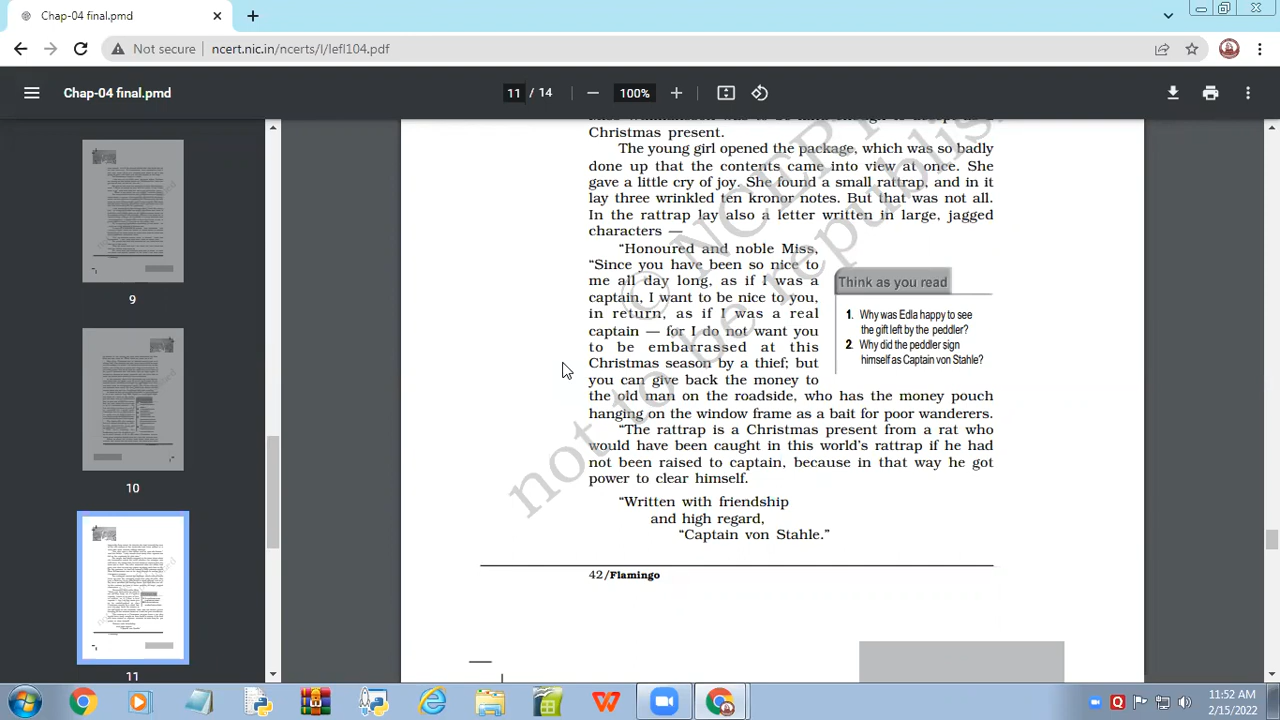 Chap-04 final.pmd
Not secure
ncert.nic.in/ncerts/l/lefl104.pdf
Chap-04 final.pmd
11 / 14
100%
9
10
11
Christmas present.
The young girl opened the package, which was so badly
done up that the contents came into view at once. She
gave a little cry of joy. She found a small rattrap, and in it
lay three wrinkled ten kronor notes. But that was not all.
In the rattrap lay also a letter written in large, jagged
characters —
“Honoured and noble Miss,
“Since you have been so nice to
me all day long, as if I was a
captain, I want to be nice to you,
in return, as if I was a real
captain — for I do not want you
to be embarrassed at this
Christmas season by a thief; but
you can give back the money to
the old man on the roadside, who has the money pouch
hanging on the window frame as a bait for poor wanderers.
“The rattrap is a Christmas present from a rat who
would have been caught in this world’s rattrap if he had
not been raised to captain, because in that way he got
power to clear himself.
“Written with friendship
and high regard,
“Captain von Stahle.”
Think as you read
1. Why was Edla happy to see
the gift left by the peddler?
2. Why did the peddler sign
himself as Captain von Stahle?
42/Flamingo
© NCERT
not to be republis
11:52 AM
2/15/2022